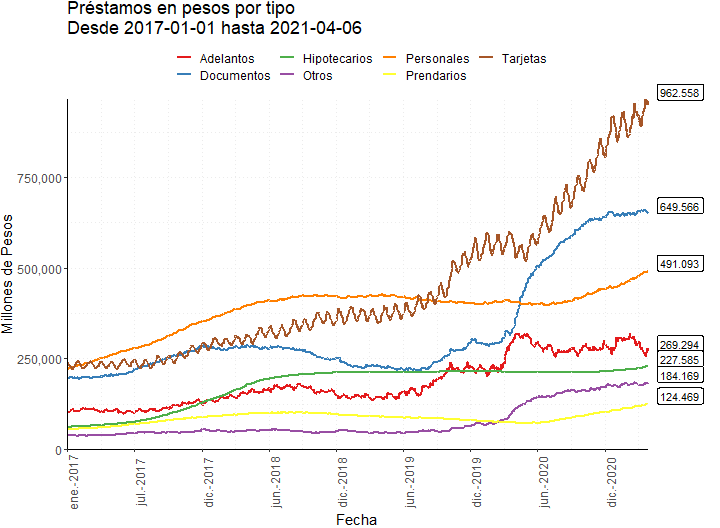 Préstamos en pesos por tipo
Desde 2017-01-01 hasta 2021-04-06
Adelantos
Hipotecarios
Personales
Tarjetas
Documentos
Otros
Prendarios
Millones de Pesos
750,000
500,000
250,000
0
962.558
649.566
491.093
269.294
227.585
184.169
124.469
ene.-2017
jul.-2017
dic.-2017
jun.-2018
dic.-2018
jun.-2019
dic.-2019
jun.-2020
dic.-2020
Fecha